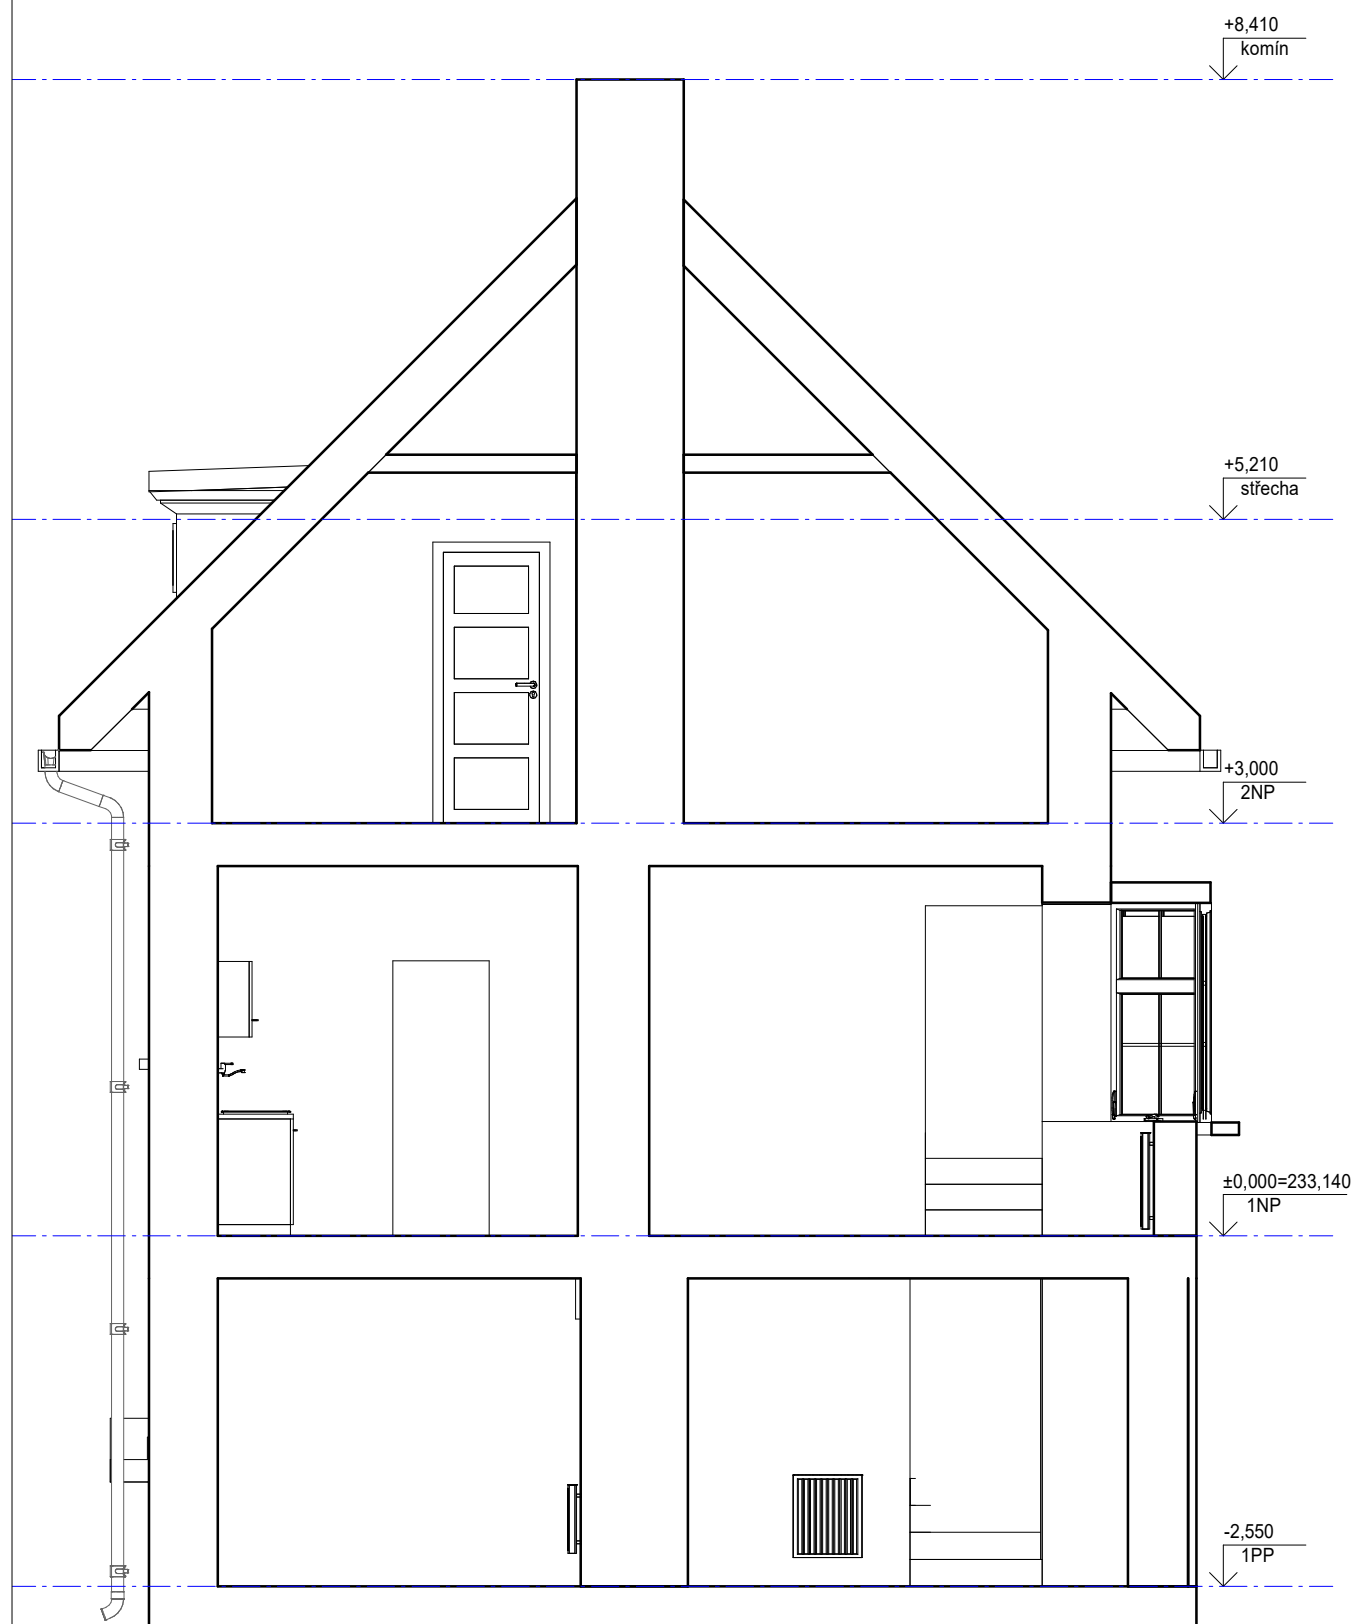 +8,410
komín
+5,210
střecha
+3,000
2NP
±0,000=233,140
1NP
-2,550
1PP